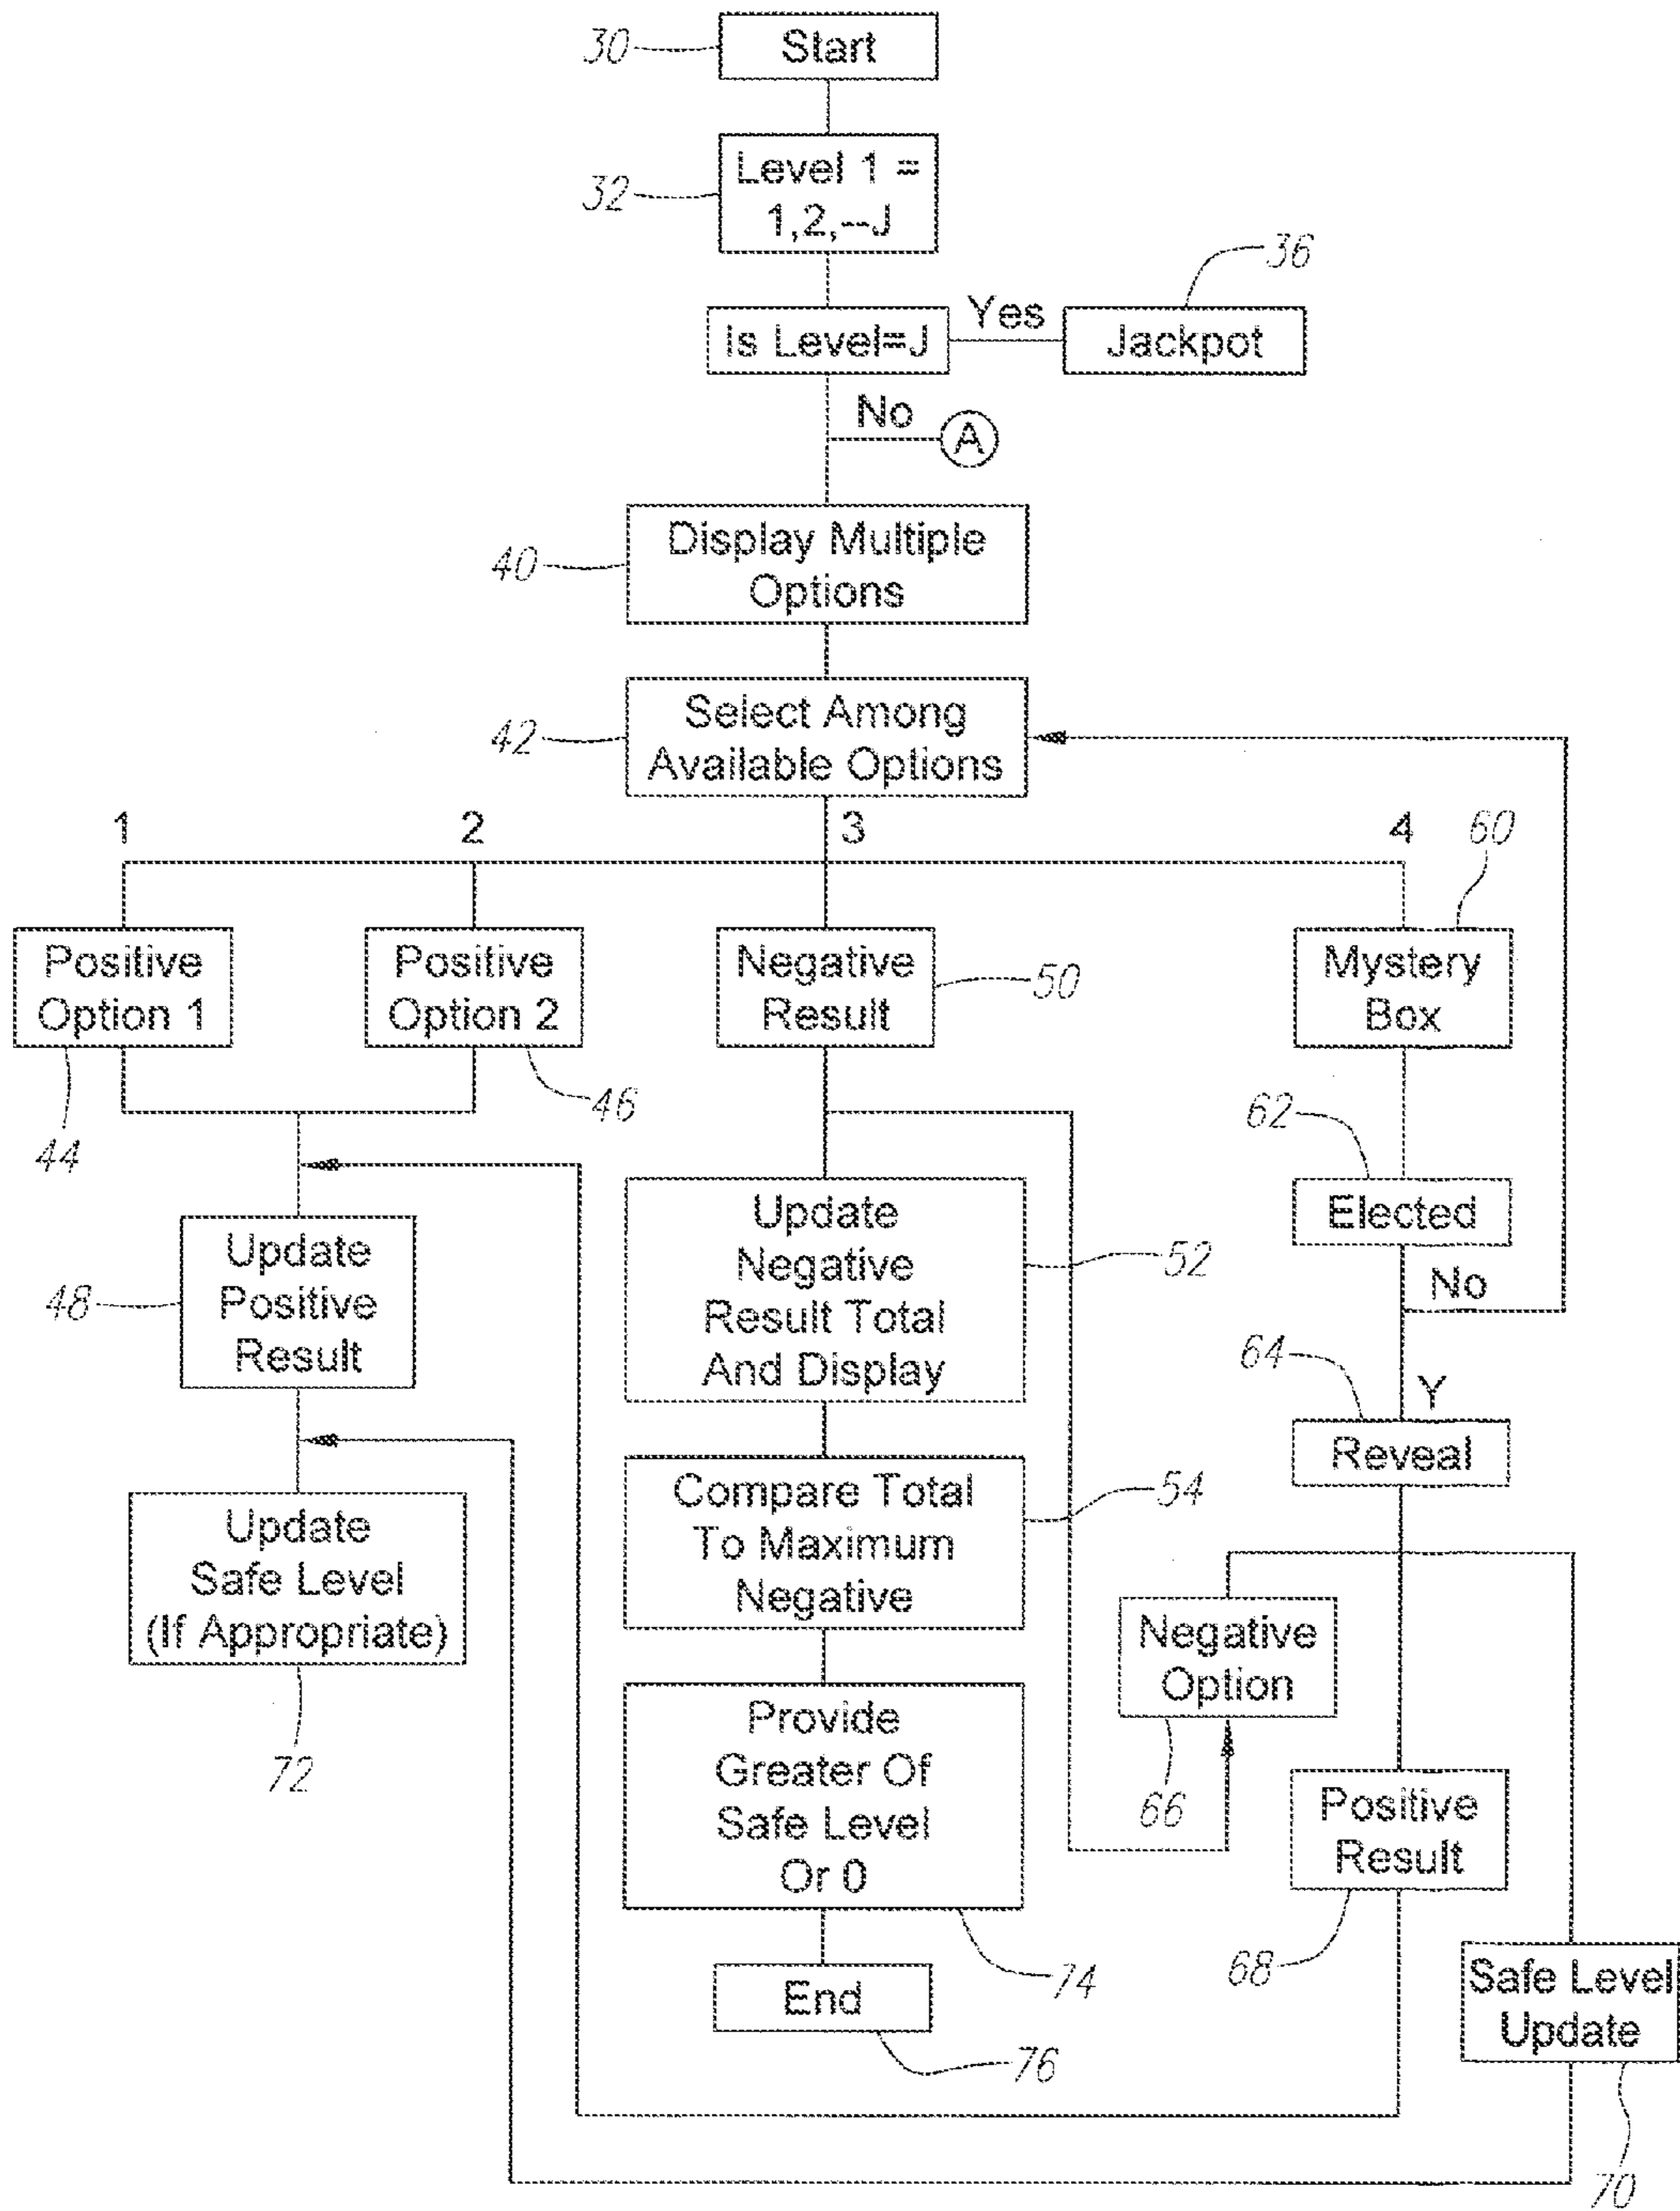 30
Start
32
Level 1 =
1,2,--J
36
Is Level=J
Yes
Jackpot
No
A
40
Display Multiple
Options
42
Select Among
Available Options
1
2
3
4
60
Positive
Option 1
Positive
Option 2
Negative
Result
50
Mystery
Box
44
46
62
Elected
No
48
Update
Positive
Result
Update
Negative
Result Total
And Display
52
64
Y
Reveal
Update
Safe Level
(If Appropriate)
72
Compare Total
To Maximum
Negative
54
Negative
Option
66
Provide
Greater Of
Safe Level
Or 0
74
Positive
Result
68
End
76
Safe Level
Update
70